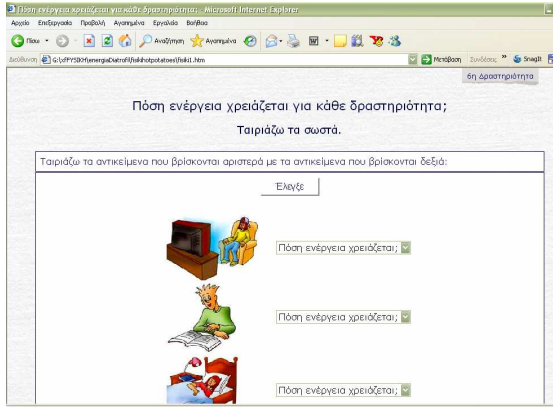 Πόση ενέργεια χρειάζεται για κάθε δραστηριότητα; - Microsoft Internet Explorer
Αρχείο Επεξεργασία Προβολή Αγαπημένα Εργαλεία Βοήθεια
Πίσω Αναζήτηση Αγαπημένα
Διεύθυνση Μετάβαση Συνδέσεις » SnagIt
6η Δραστηριότητα
Πόση ενέργεια χρειάζεται για κάθε δραστηριότητα;
Ταιριάζω τα σωστά.
Ταιριάζω τα αντικείμενα που βρίσκονται αριστερά με τα αντικείμενα που βρίσκονται δεξιά:
Έλεγξε
Πόση ενέργεια χρειάζεται;
Πόση ενέργεια χρειάζεται;
Πόση ενέργεια χρειάζεται;